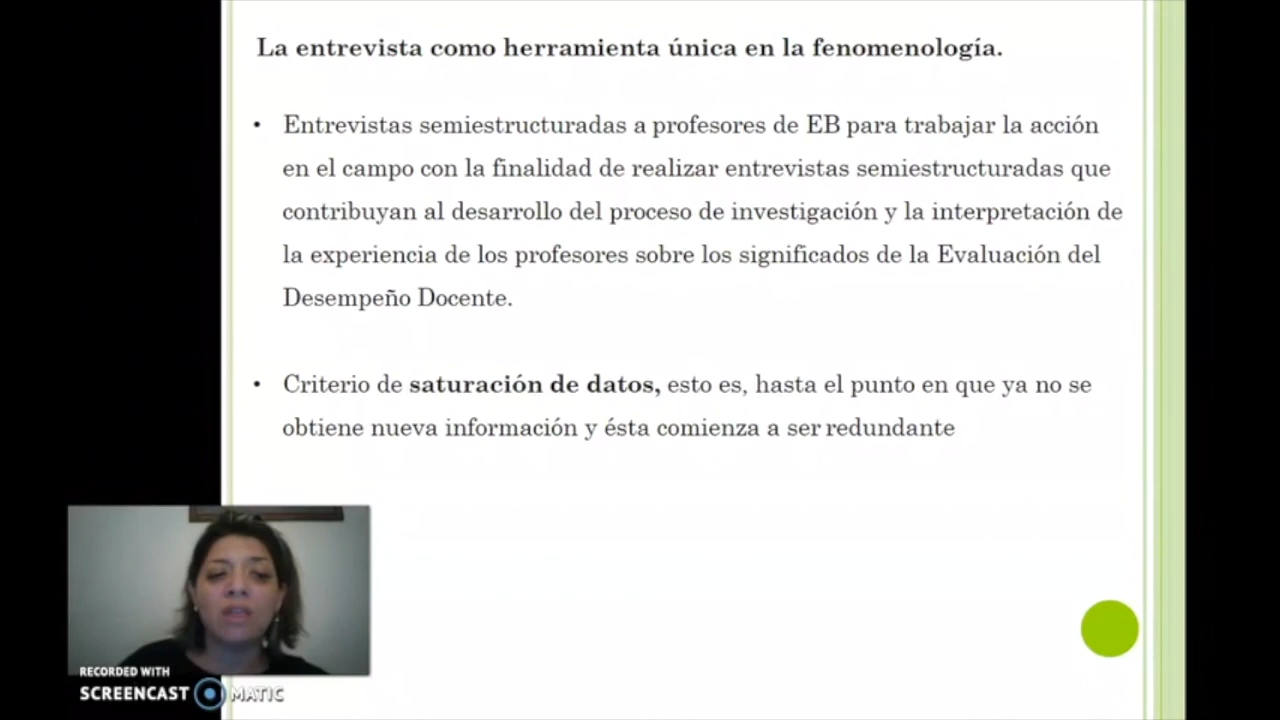 La entrevista como herramienta única en la fenomenología.
• Entrevistas semiestructuradas a profesores de EB para trabajar la acción
en el campo con la finalidad de realizar entrevistas semiestructuradas que
contribuyan al desarrollo del proceso de investigación y la interpretación de
la experiencia de los profesores sobre los significados de la Evaluación del
Desempeño Docente.
• Criterio de saturación de datos, esto es, hasta el punto en que ya no se
obtiene nueva información y ésta comienza a ser redundante
RECORDED WITH
SCREENCAST MATIC